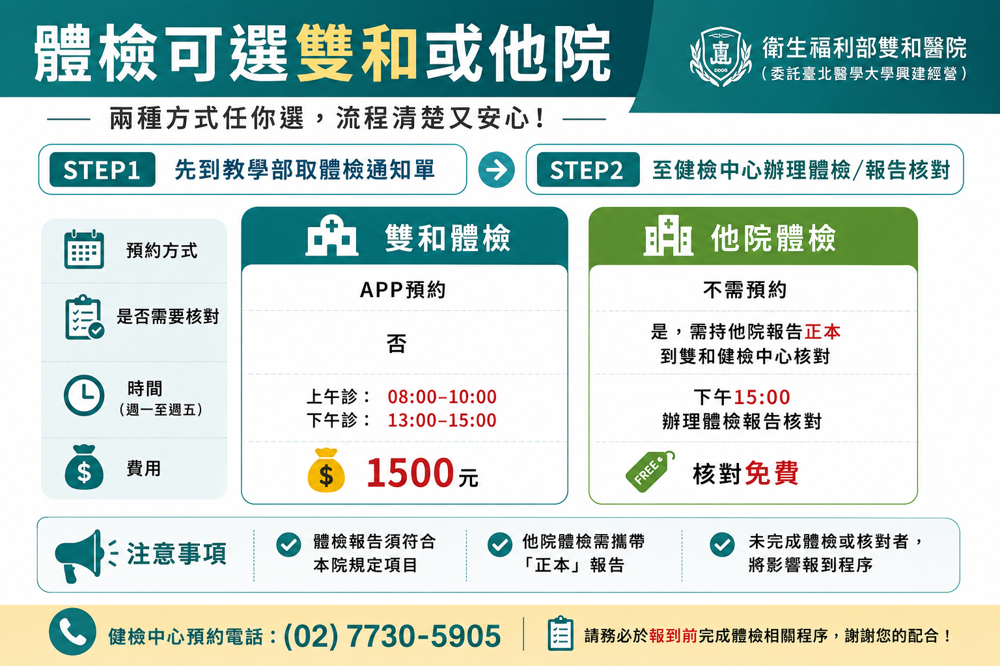 體檢可選雙和或他院
衛生福利部雙和醫院
（委託臺北醫學大學興建經營）
兩種方式任你選，流程清楚又安心！
STEP1 先到教學部取體檢通知單
STEP2 至健檢中心辦理體檢/報告核對
預約方式
是否需要核對
時間
（週一至週五）
費用
雙和體檢
APP預約
否
上午診： 08:00–10:00
下午診： 13:00–15:00
1500元
他院體檢
不需預約
是，需持他院報告正本
到雙和健檢中心核對
下午15:00
辦理體檢報告核對
FREE
核對免費
注意事項
體檢報告須符合
本院規定項目
他院體檢需攜帶
「正本」報告
未完成體檢或核對者，
將影響報到程序
健檢中心預約電話：(02) 7730-5905
請務必於報到前完成體檢相關程序，謝謝您的配合！